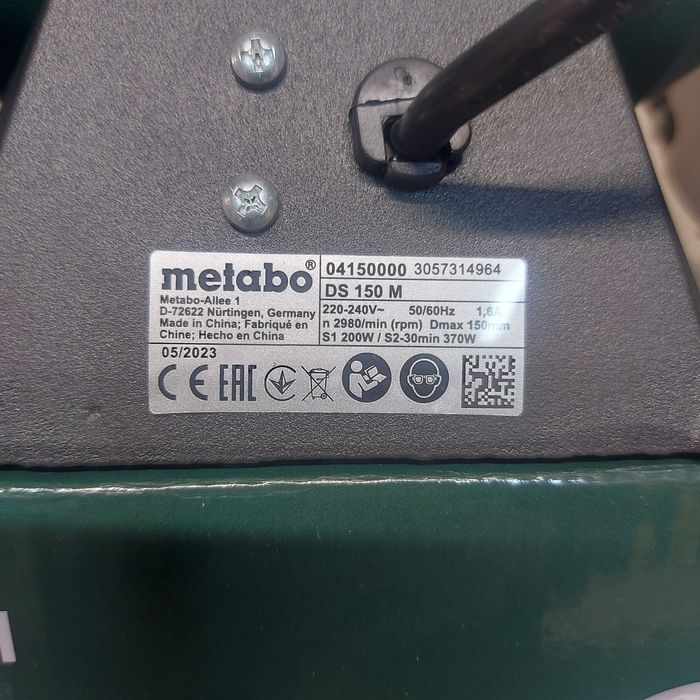 metabo®
Metabo-Allee 1
D-72622 Nürtingen, Germany
Made in China; Fabriqué en
Chine; Hecho en China
04150000 3057314964
DS 150 M
220-240V~ 50/60Hz 1,6A
n 2980/min (rpm) Dmax 150mm
S1 200W / S2-30min 370W
05/2023
CE EAC